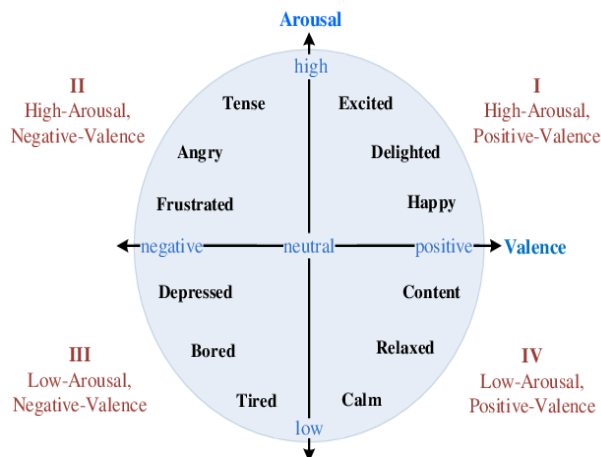 Arousal
high
II
High-Arousal,
Negative-Valence
I
High-Arousal,
Positive-Valence
Tense
Excited
Angry
Delighted
Frustrated
Happy
negative
neutral
positive
Valence
Depressed
Content
Bored
Relaxed
III
Low-Arousal,
Negative-Valence
IV
Low-Arousal,
Positive-Valence
Tired
Calm
low